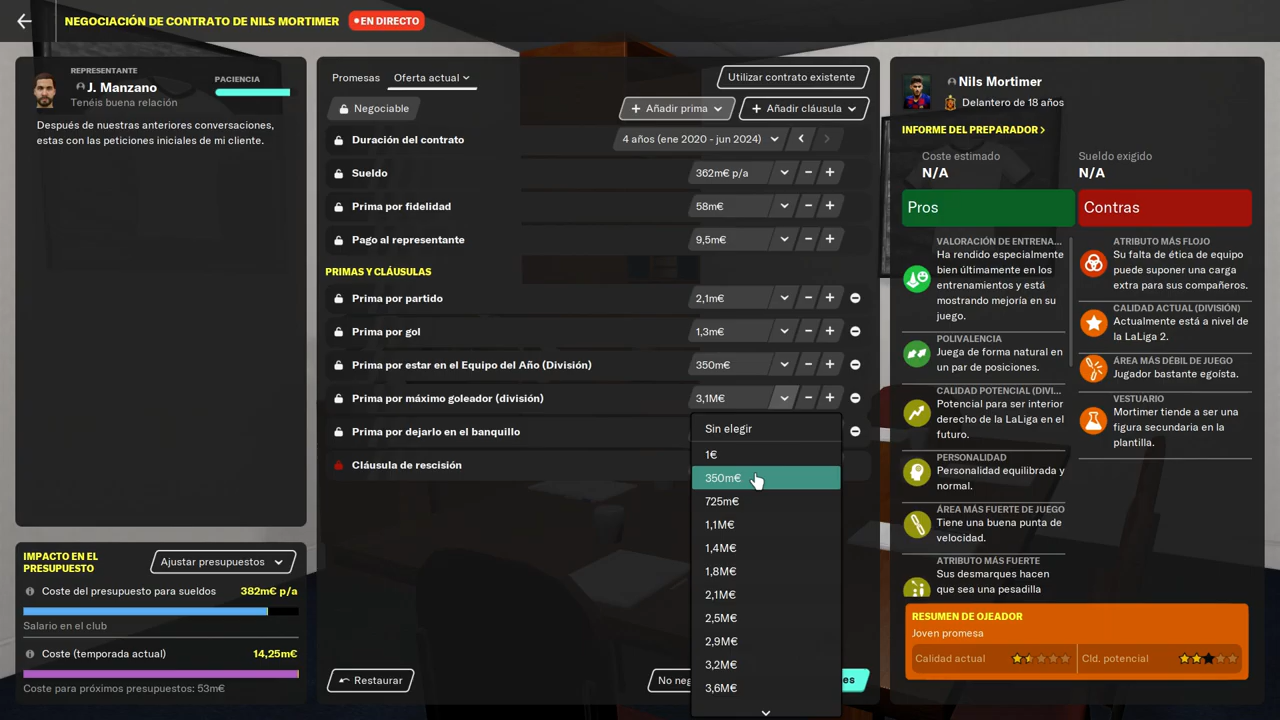 NEGOCIACIÓN DE CONTRATO DE NILS MORTIMER
EN DIRECTO
REPRESENTANTE
J. Manzano
Tenéis buena relación
PACIENCIA
Después de nuestras anteriores conversaciones,
estas con las peticiones iniciales de mi cliente.
IMPACTO EN EL
PRESUPUESTO
Ajustar presupuestos
Coste del presupuesto para sueldos
382m€ p/a
Salario en el club
Coste (temporada actual)
14,25m€
Coste para próximos presupuestos: 53m€
Promesas
Oferta actual
Utilizar contrato existente
Negociable
Añadir prima
Añadir cláusula
Duración del contrato
4 años (ene 2020 - jun 2024)
Sueldo
362m€ p/a
Prima por fidelidad
58m€
Pago al representante
9,5m€
PRIMAS Y CLÁUSULAS
Prima por partido
2,1m€
Prima por gol
1,3m€
Prima por estar en el Equipo del Año (División)
350m€
Prima por máximo goleador (división)
3,1M€
Prima por dejarlo en el banquillo
Cláusula de rescisión
Sin elegir
1€
350m€
725m€
1,1M€
1,4M€
1,8M€
2,1M€
2,5M€
2,9M€
3,2M€
3,6M€
Restaurar
No neg
es
Nils Mortimer
Delantero de 18 años
INFORME DEL PREPARADOR
Coste estimado
N/A
Sueldo exigido
N/A
Pros
VALORACIÓN DE ENTRENA...
Ha rendido especialmente
bien últimamente en los
entrenamientos y está
mostrando mejoría en su
juego.
POLIVALENCIA
Juega de forma natural en
un par de posiciones.
CALIDAD POTENCIAL (DIVI...
Potencial para ser interior
derecho de la LaLiga en el
futuro.
PERSONALIDAD
Personalidad equilibrada y
normal.
ÁREA MÁS FUERTE DE JUEGO
Tiene una buena punta de
velocidad.
ATRIBUTO MÁS FUERTE
Sus desmarques hacen
que sea una pesadilla
Contras
ATRIBUTO MÁS FLOJO
Su falta de ética de equipo
puede suponer una carga
extra para sus compañeros.
CALIDAD ACTUAL (DIVISIÓN)
Actualmente está a nivel de
la LaLiga 2.
ÁREA MÁS DÉBIL DE JUEGO
Jugador bastante egoísta.
VESTUARIO
Mortimer tiende a ser una
figura secundaria en la
plantilla.
RESUMEN DE OJEADOR
Joven promesa
Calidad actual
Cld. potencial